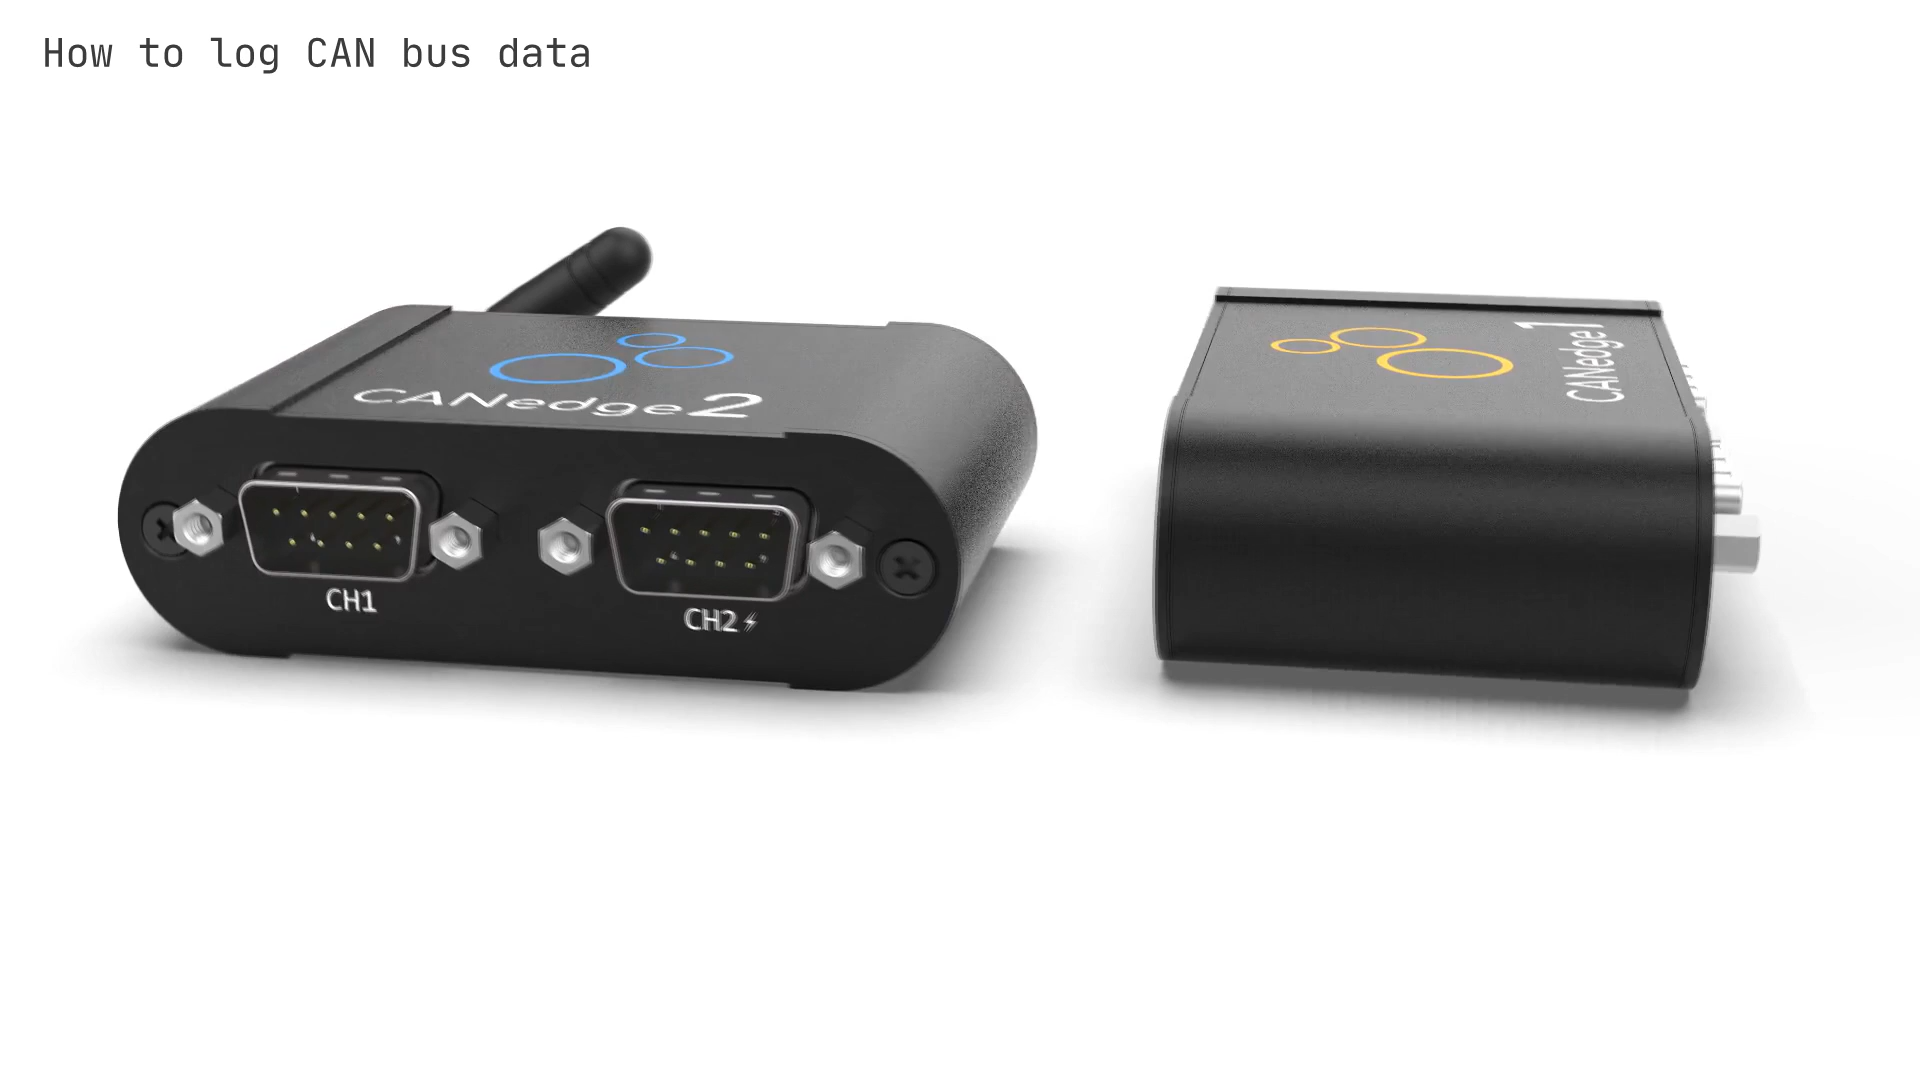 How to log CAN bus data
CANedge2
CH1
CH2
CANedge1